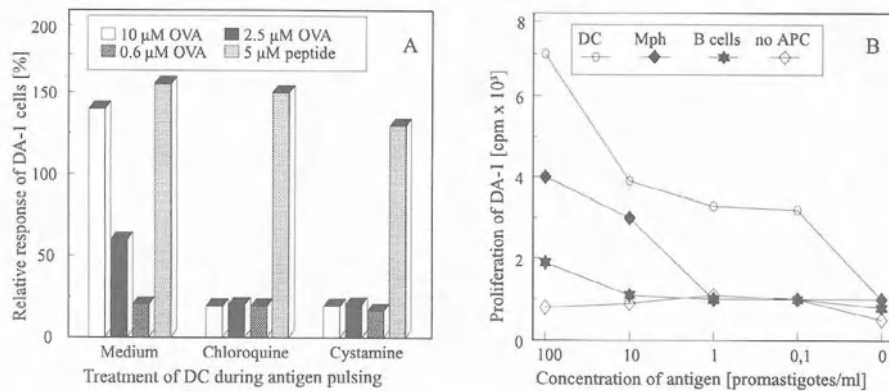 A
10 µM OVA 2.5 µM OVA
0.6 µM OVA 5 µM peptide
200
150
100
50
0
Relative response of DA-1 cells [%]
Medium Chloroquine Cystamine
Treatment of DC during antigen pulsing
B
DC Mph B cells no APC
8
6
4
2
0
Proliferation of DA-1 [cpm x 10³]
100 10 1 0,1 0
Concentration of antigen [promastigotes/ml]